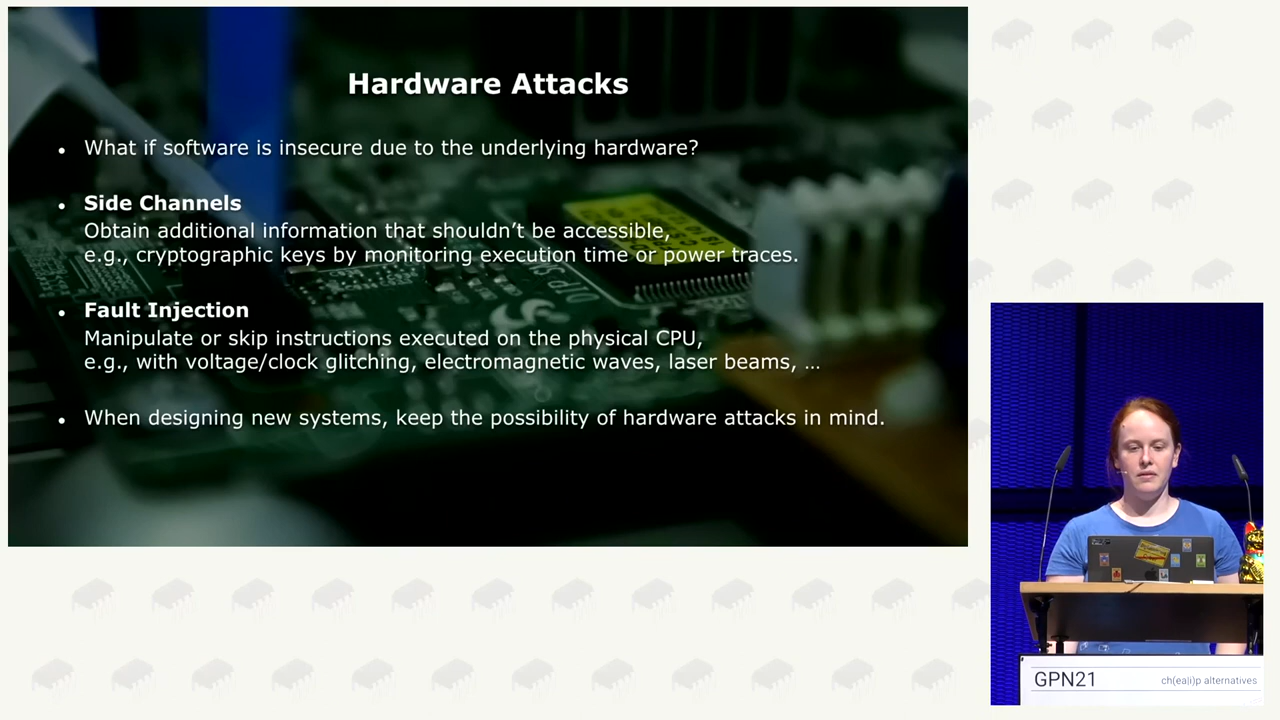 Hardware Attacks
● What if software is insecure due to the underlying hardware?
● Side Channels
Obtain additional information that shouldn’t be accessible,
e.g., cryptographic keys by monitoring execution time or power traces.
● Fault Injection
Manipulate or skip instructions executed on the physical CPU,
e.g., with voltage/clock glitching, electromagnetic waves, laser beams, …
● When designing new systems, keep the possibility of hardware attacks in mind.
GPN21
ch(ea|i)p alternatives